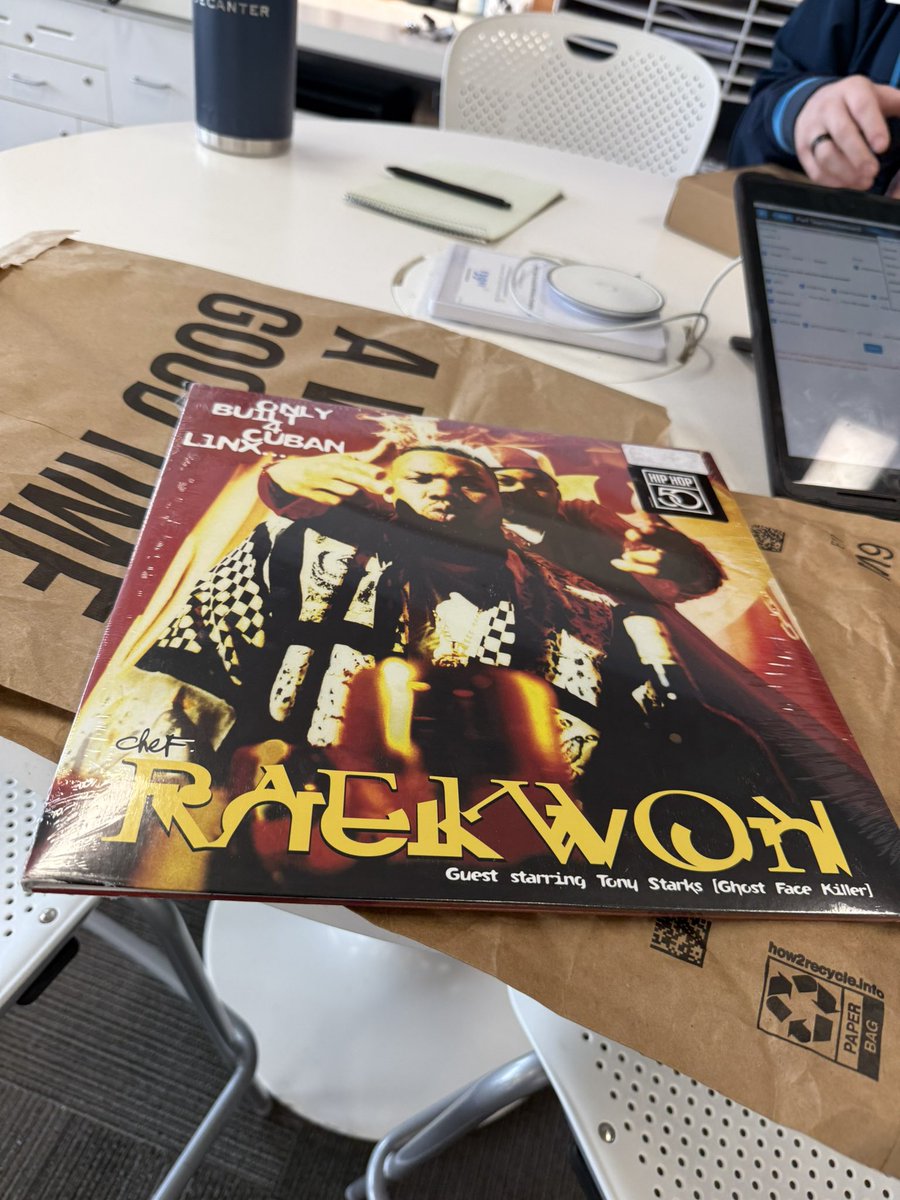 DECANTER
A
GOOD TIME
ONLY
BUILT
4
CUBAN
L1NX...
HIP HOP
50
chef.
RAEKWON
Guest starring Tony Starks [Ghost Face Killer]
how2recycle.info
PAPER
BAG